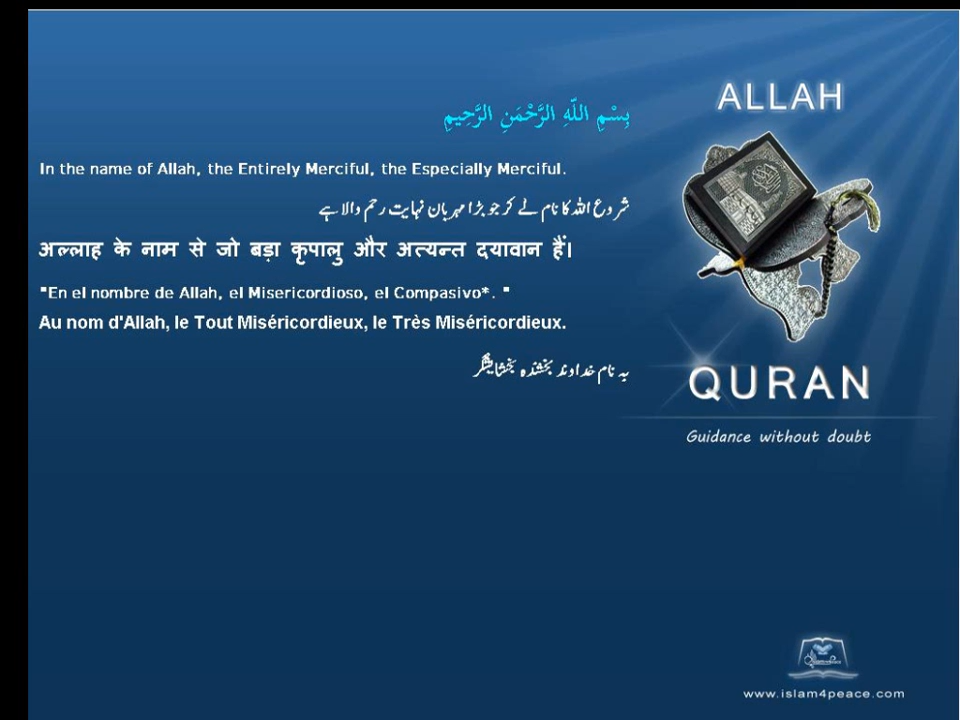 بِسْمِ اللّهِ الرَّحْمَنِ الرَّحِيمِ
In the name of Allah, the Entirely Merciful, the Especially Merciful.
شروع اللہ کا نام لے کر جو بڑا مہربان نہایت رحم والا ہے
अल्लाह के नाम से जो बड़ा कृपालु और अत्यन्त दयावान हैं।
"En el nombre de Allah, el Misericordioso, el Compasivo*. "
Au nom d'Allah, le Tout Miséricordieux, le Très Miséricordieux.
به نام خداوند بخشنده بخشایشگر
ALLAH
QURAN
Guidance without doubt
www.islam4peace.com